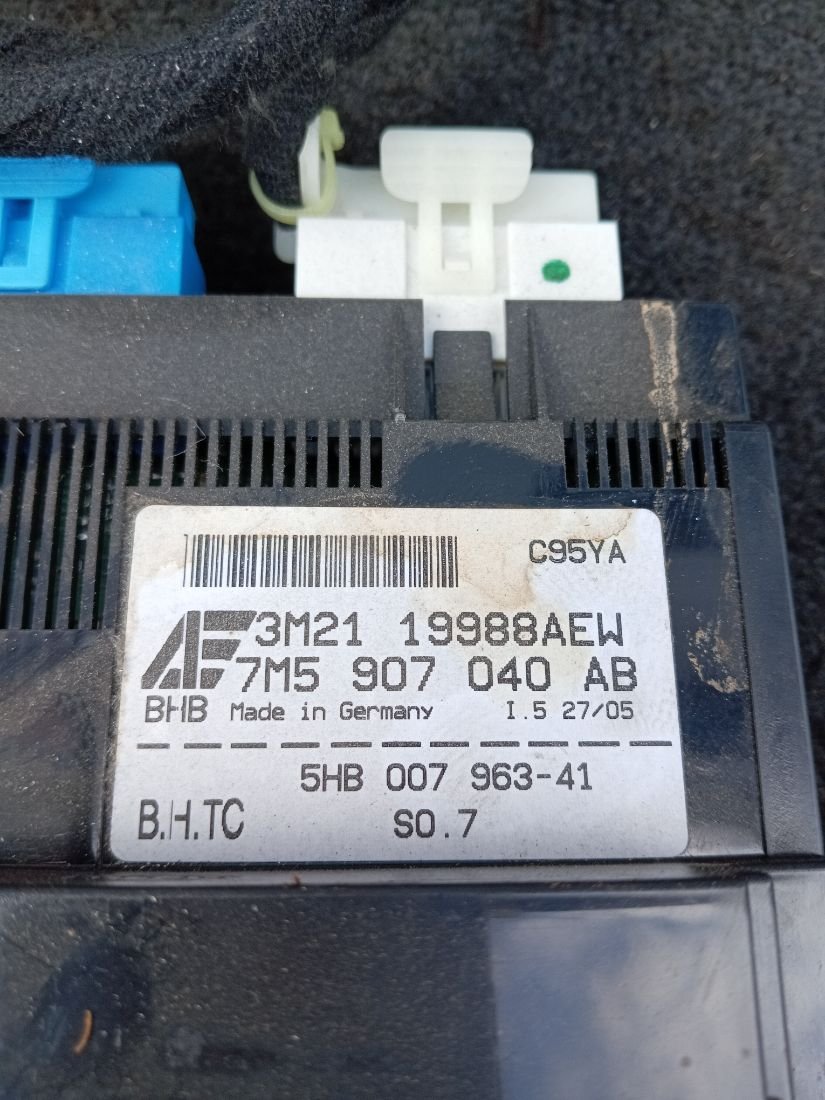 C95YA
AF 3M21 19988AEW
7M5 907 040 AB
BHB Made in Germany I.5 27/05
5HB 007 963-41
B.H.TC S0.7